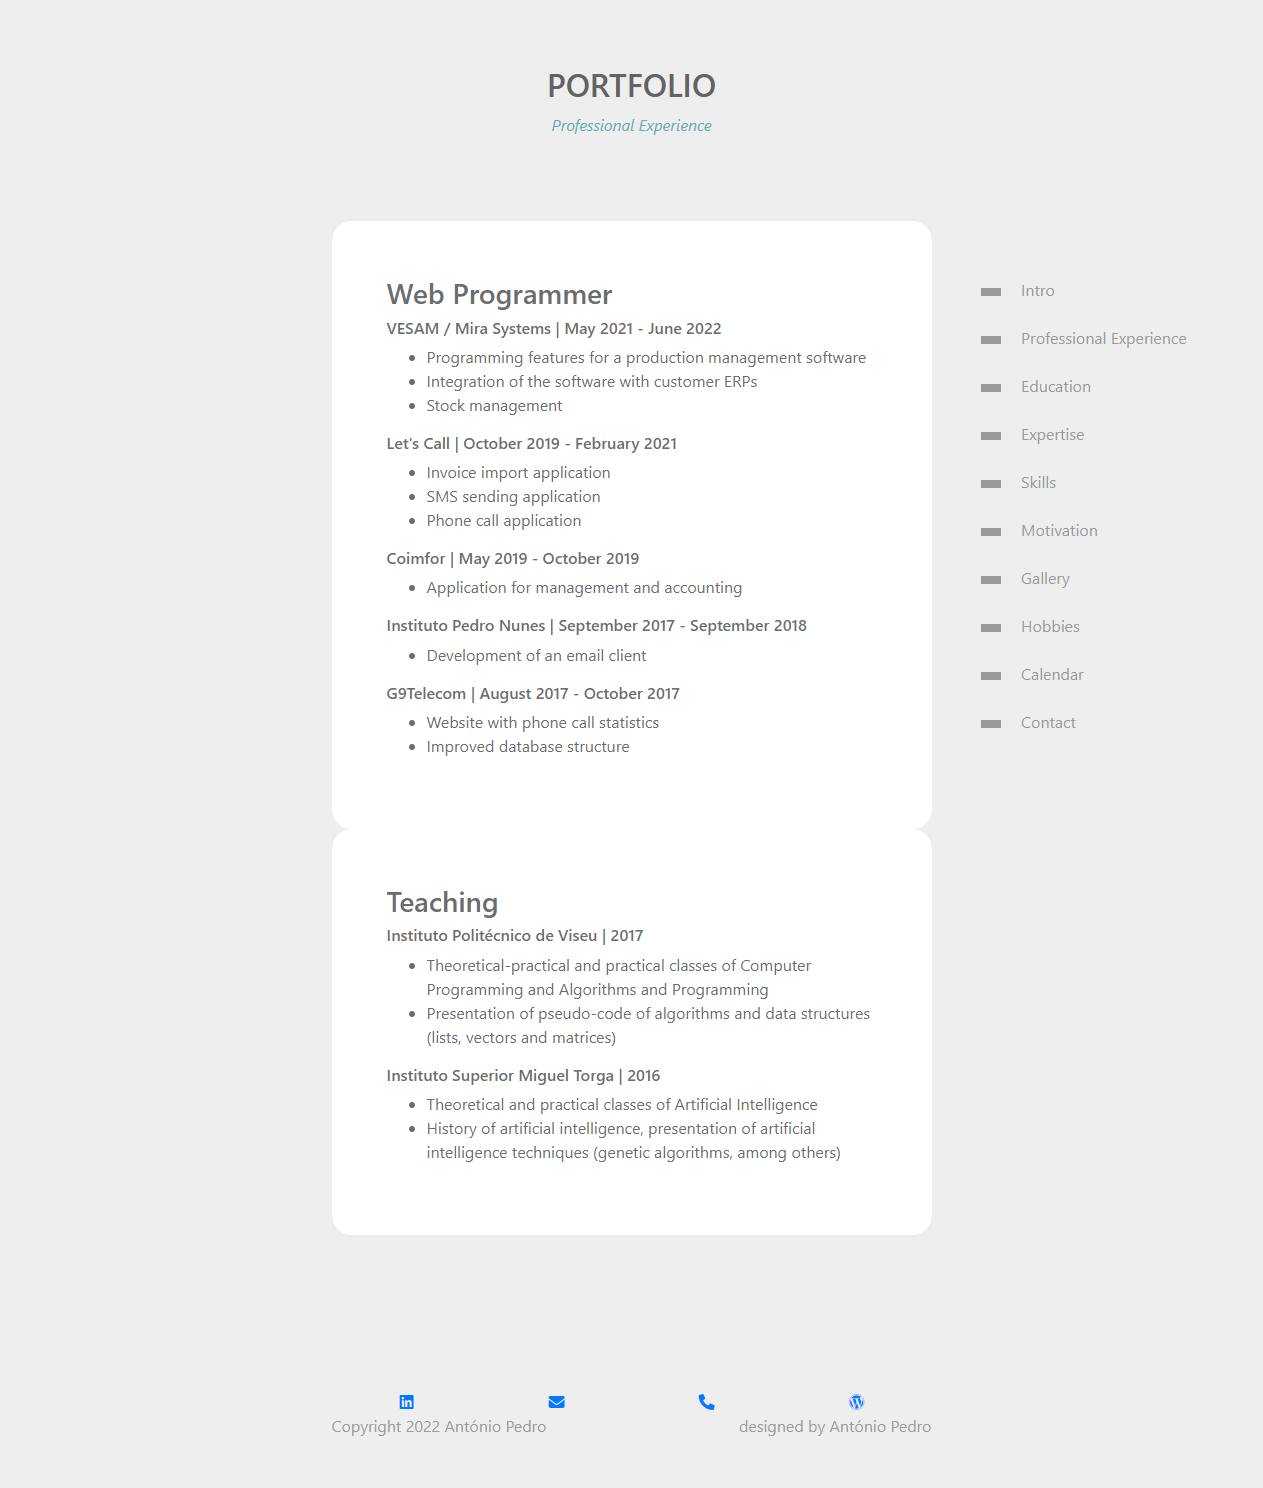 PORTFOLIO
Professional Experience
Web Programmer
VESAM / Mira Systems | May 2021 - June 2022
Programming features for a production management software
Integration of the software with customer ERPs
Stock management
Let's Call | October 2019 - February 2021
Invoice import application
SMS sending application
Phone call application
Coimfor | May 2019 - October 2019
Application for management and accounting
Instituto Pedro Nunes | September 2017 - September 2018
Development of an email client
G9Telecom | August 2017 - October 2017
Website with phone call statistics
Improved database structure
Teaching
Instituto Politécnico de Viseu | 2017
Theoretical-practical and practical classes of Computer
Programming and Algorithms and Programming
Presentation of pseudo-code of algorithms and data structures
(lists, vectors and matrices)
Instituto Superior Miguel Torga | 2016
Theoretical and practical classes of Artificial Intelligence
History of artificial intelligence, presentation of artificial
intelligence techniques (genetic algorithms, among others)
Intro
Professional Experience
Education
Expertise
Skills
Motivation
Gallery
Hobbies
Calendar
Contact
Copyright 2022 António Pedro
designed by António Pedro